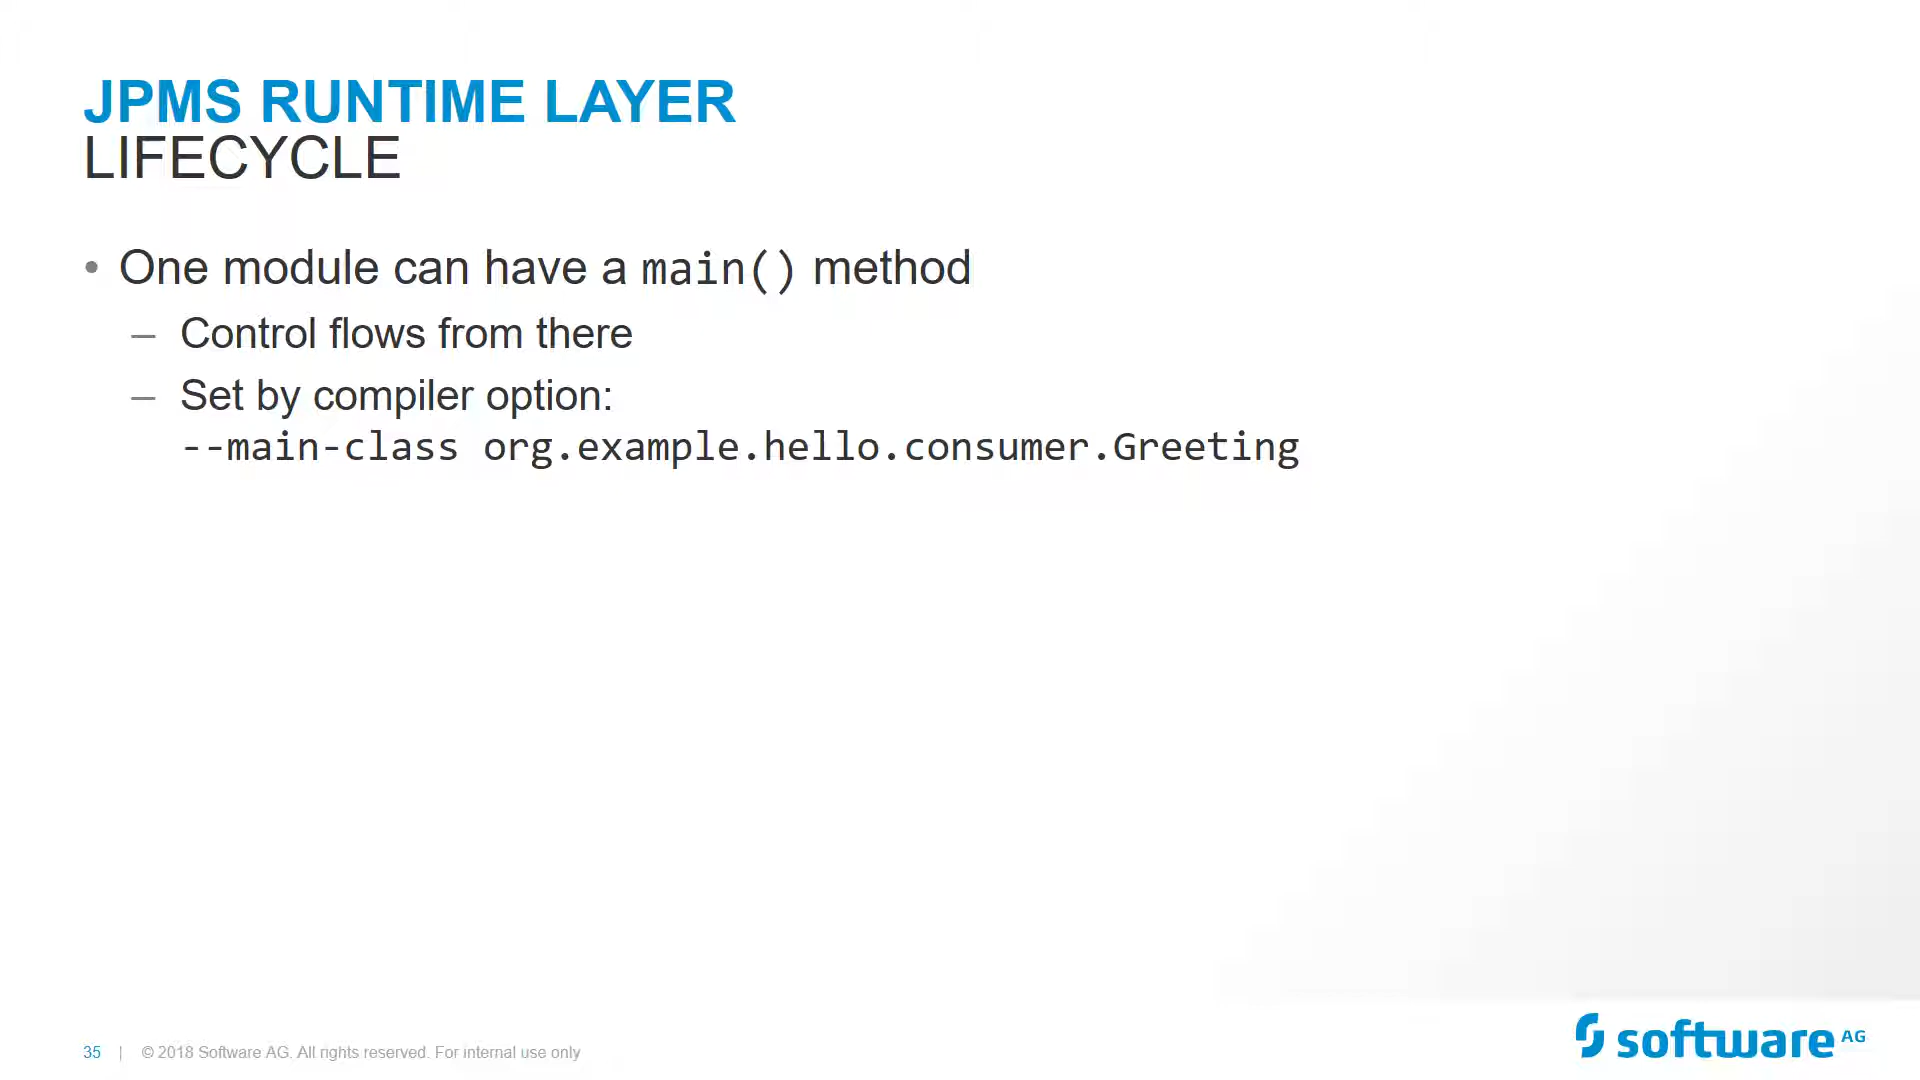 JPMS RUNTIME LAYER
LIFECYCLE
• One module can have a main() method
– Control flows from there
– Set by compiler option:
--main-class org.example.hello.consumer.Greeting
35 | © 2018 Software AG. All rights reserved. For internal use only
software AG